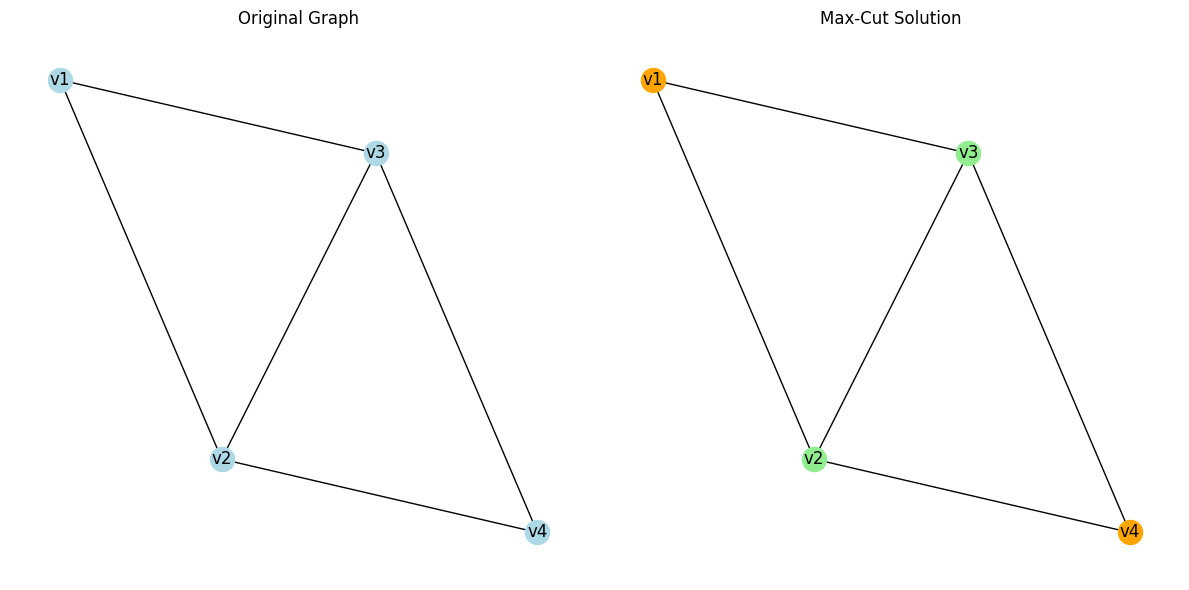 Original Graph
v1
v3
v2
v4
Max-Cut Solution
v1
v3
v2
v4